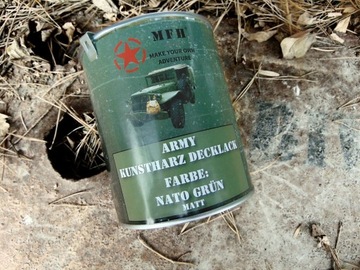 MFH
MAKE YOUR OWN
ADVENTURE
ARMY
KUNSTHARZ DECKLACK
FARBE:
NATO GRÜN
MATT